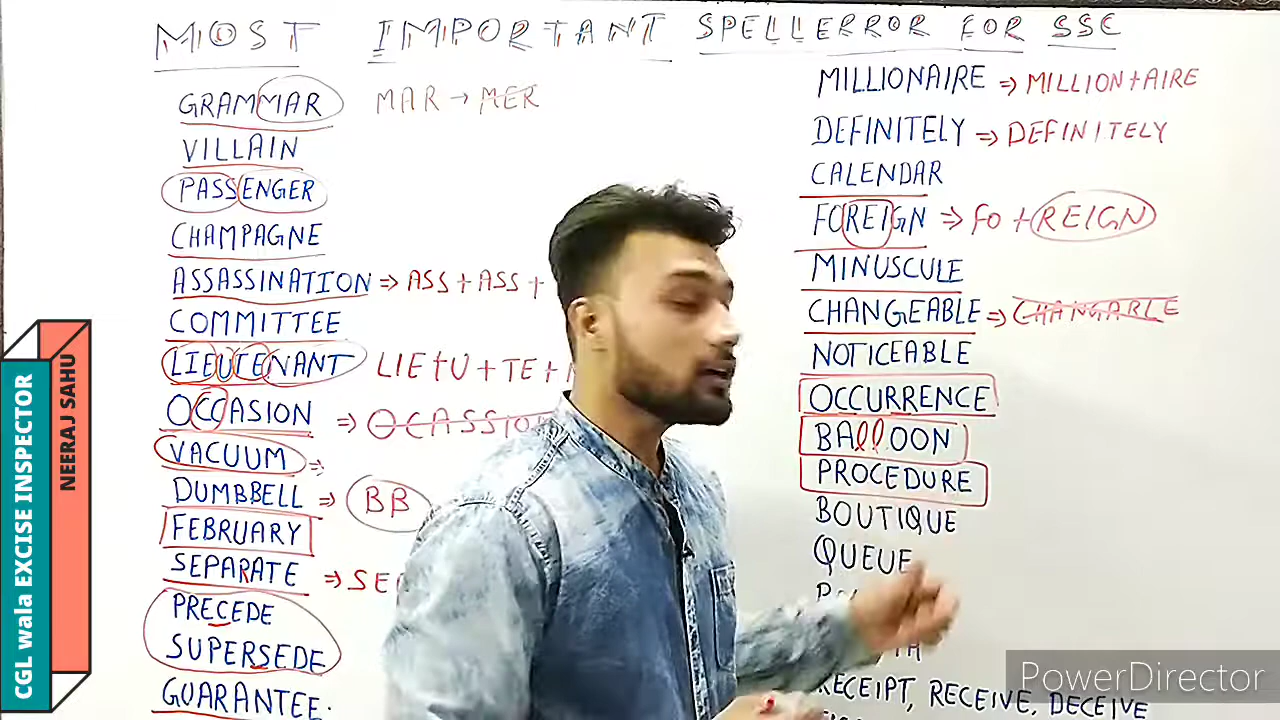 MOST IMPORTANT SPELLERROR FOR SSC
GRAMMAR MAR → MER
VILLAIN
PASSENGER
CHAMPAGNE
ASSASSINATION ⇒ ASS + ASS +
COMMITTEE
LIEUTENANT LIE + U + TE +
OCCASION ⇒ OCASSION
VACUUM ⇒
DUMBBELL ⇒ BB
FEBRUARY
SEPARATE ⇒
PRECEDE
SUPERSEDE
GUARANTEE.
MILLIONAIRE ⇒ MILLION+AIRE
DEFINITELY ⇒ DEFINITELY
CALENDAR
FOREIGN ⇒ FO + REIGN
MINUSCULE
CHANGEABLE ⇒ CHANGABLE
NOTICEABLE
OCCURRENCE
BAllOON
PROCEDURE
BOUTIQUE
QUEUE
RECEIPT, RECEIVE, DECEIVE
CGL wala EXCISE INSPECTOR
NEERAJ SAHU
PowerDirector